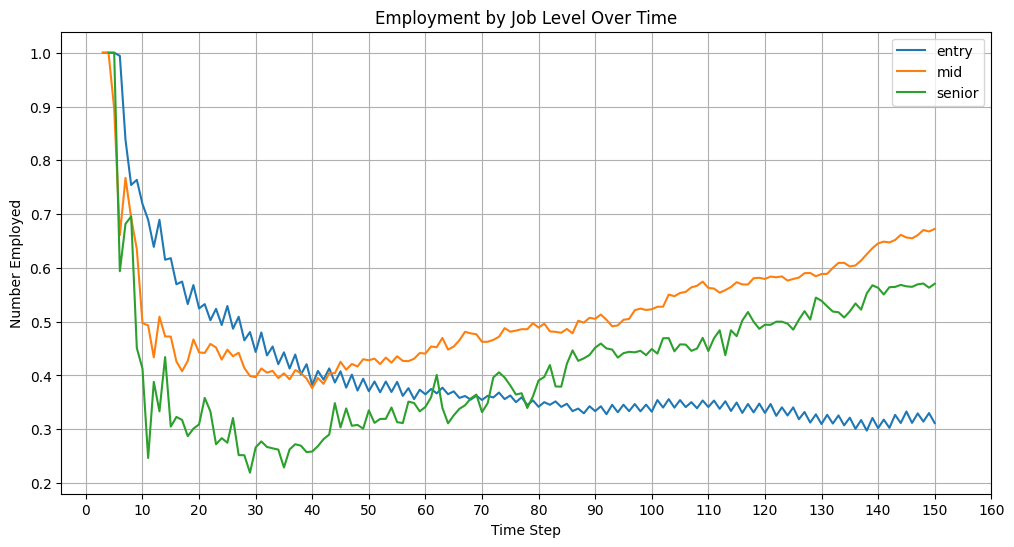 Employment by Job Level Over Time
entry
mid
senior
Number Employed
1.0
0.9
0.8
0.7
0.6
0.5
0.4
0.3
0.2
0 10 20 30 40 50 60 70 80 90 100 110 120 130 140 150 160
Time Step